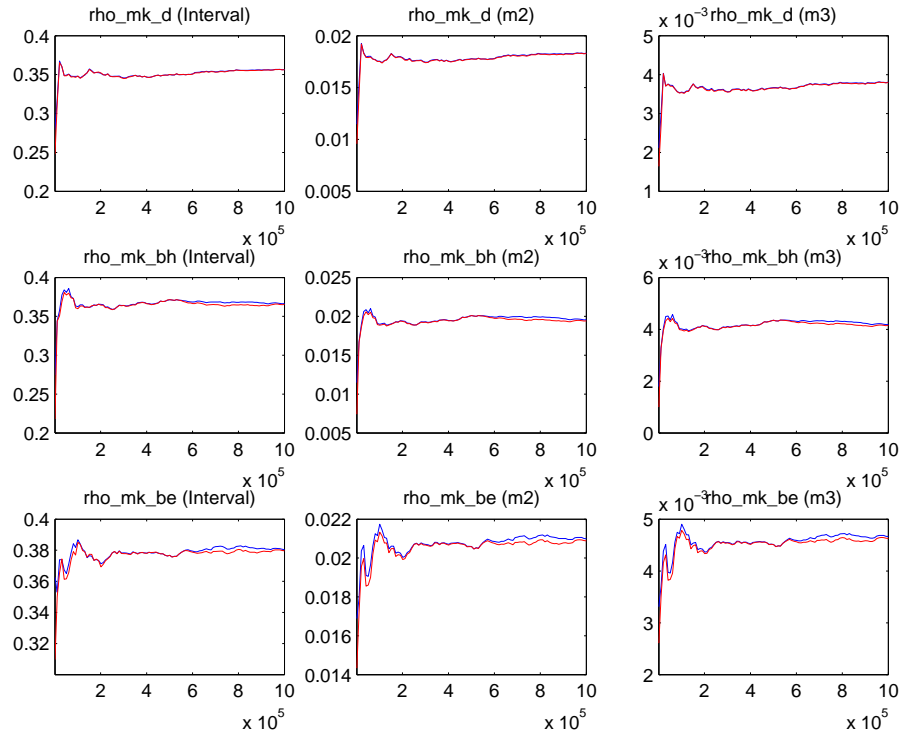 rho_mk_d (Interval)
0.4
0.35
0.3
0.25
0.2
2 4 6 8 10
x 10^5
rho_mk_d (m2)
0.02
0.015
0.01
0.005
2 4 6 8 10
x 10^5
x 10^-3
rho_mk_d (m3)
5
4
3
2
1
2 4 6 8 10
x 10^5
rho_mk_bh (Interval)
0.4
0.35
0.3
0.25
0.2
2 4 6 8 10
x 10^5
rho_mk_bh (m2)
0.025
0.02
0.015
0.01
0.005
2 4 6 8 10
x 10^5
x 10^-3
rho_mk_bh (m3)
6
4
2
0
2 4 6 8 10
x 10^5
rho_mk_be (Interval)
0.4
0.38
0.36
0.34
0.32
2 4 6 8 10
x 10^5
rho_mk_be (m2)
0.022
0.02
0.018
0.016
0.014
2 4 6 8 10
x 10^5
x 10^-3
rho_mk_be (m3)
5
4
3
2
2 4 6 8 10
x 10^5